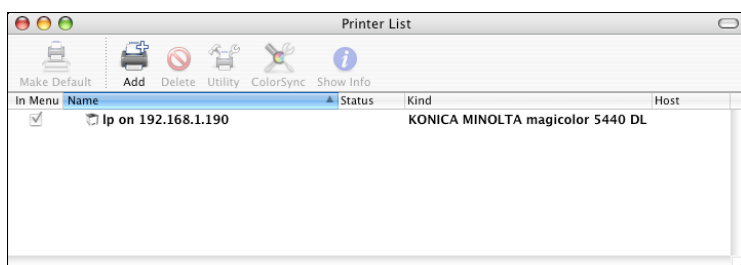 Printer List
Make Default Add Delete Utility ColorSync Show Info
In Menu Name Status Kind Host
lp on 192.168.1.190 KONICA MINOLTA magicolor 5440 DL